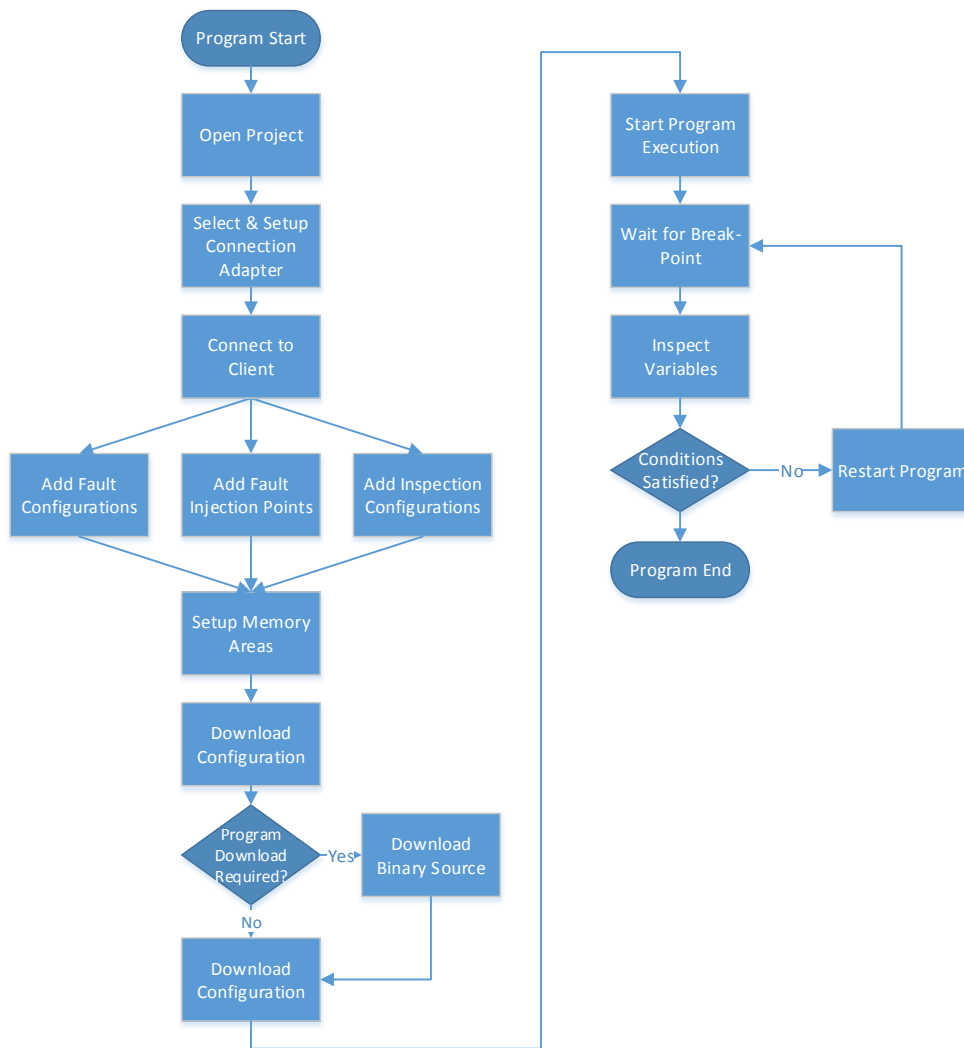 Program Start
Open Project
Select & Setup
Connection
Adapter
Connect to
Client
Add Fault
Configurations
Add Fault
Injection Points
Add Inspection
Configurations
Setup Memory
Areas
Download
Configuration
Program
Download
Required?
Yes
Download
Binary Source
No
Download
Configuration
Start Program
Execution
Wait for Break-
Point
Inspect
Variables
Conditions
Satisfied?
No
Restart Program
Program End